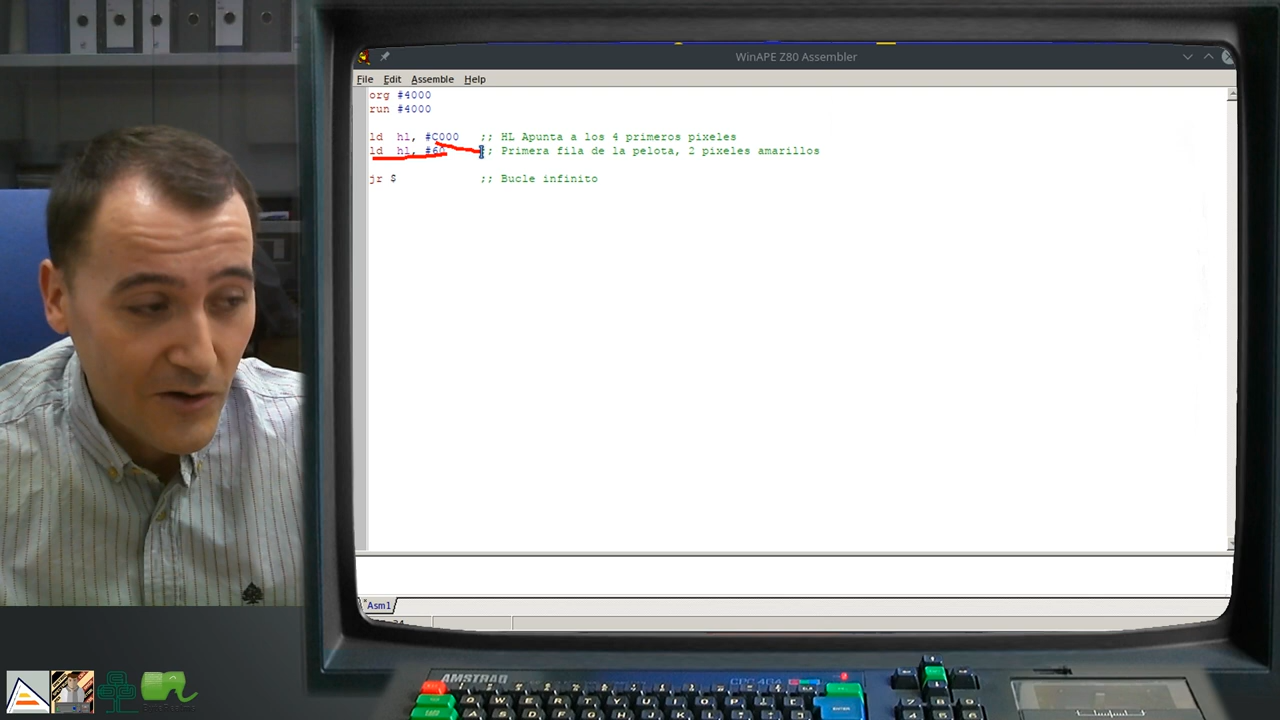 WinAPE Z80 Assembler
File Edit Assemble Help
org #4000
run #4000
ld hl, #C000 ;; HL Apunta a los 4 primeros pixeles
ld hl, #60 ;; Primera fila de la pelota, 2 pixeles amarillos
jr $ ;; Bucle infinito
Asm1
AMSTRAD